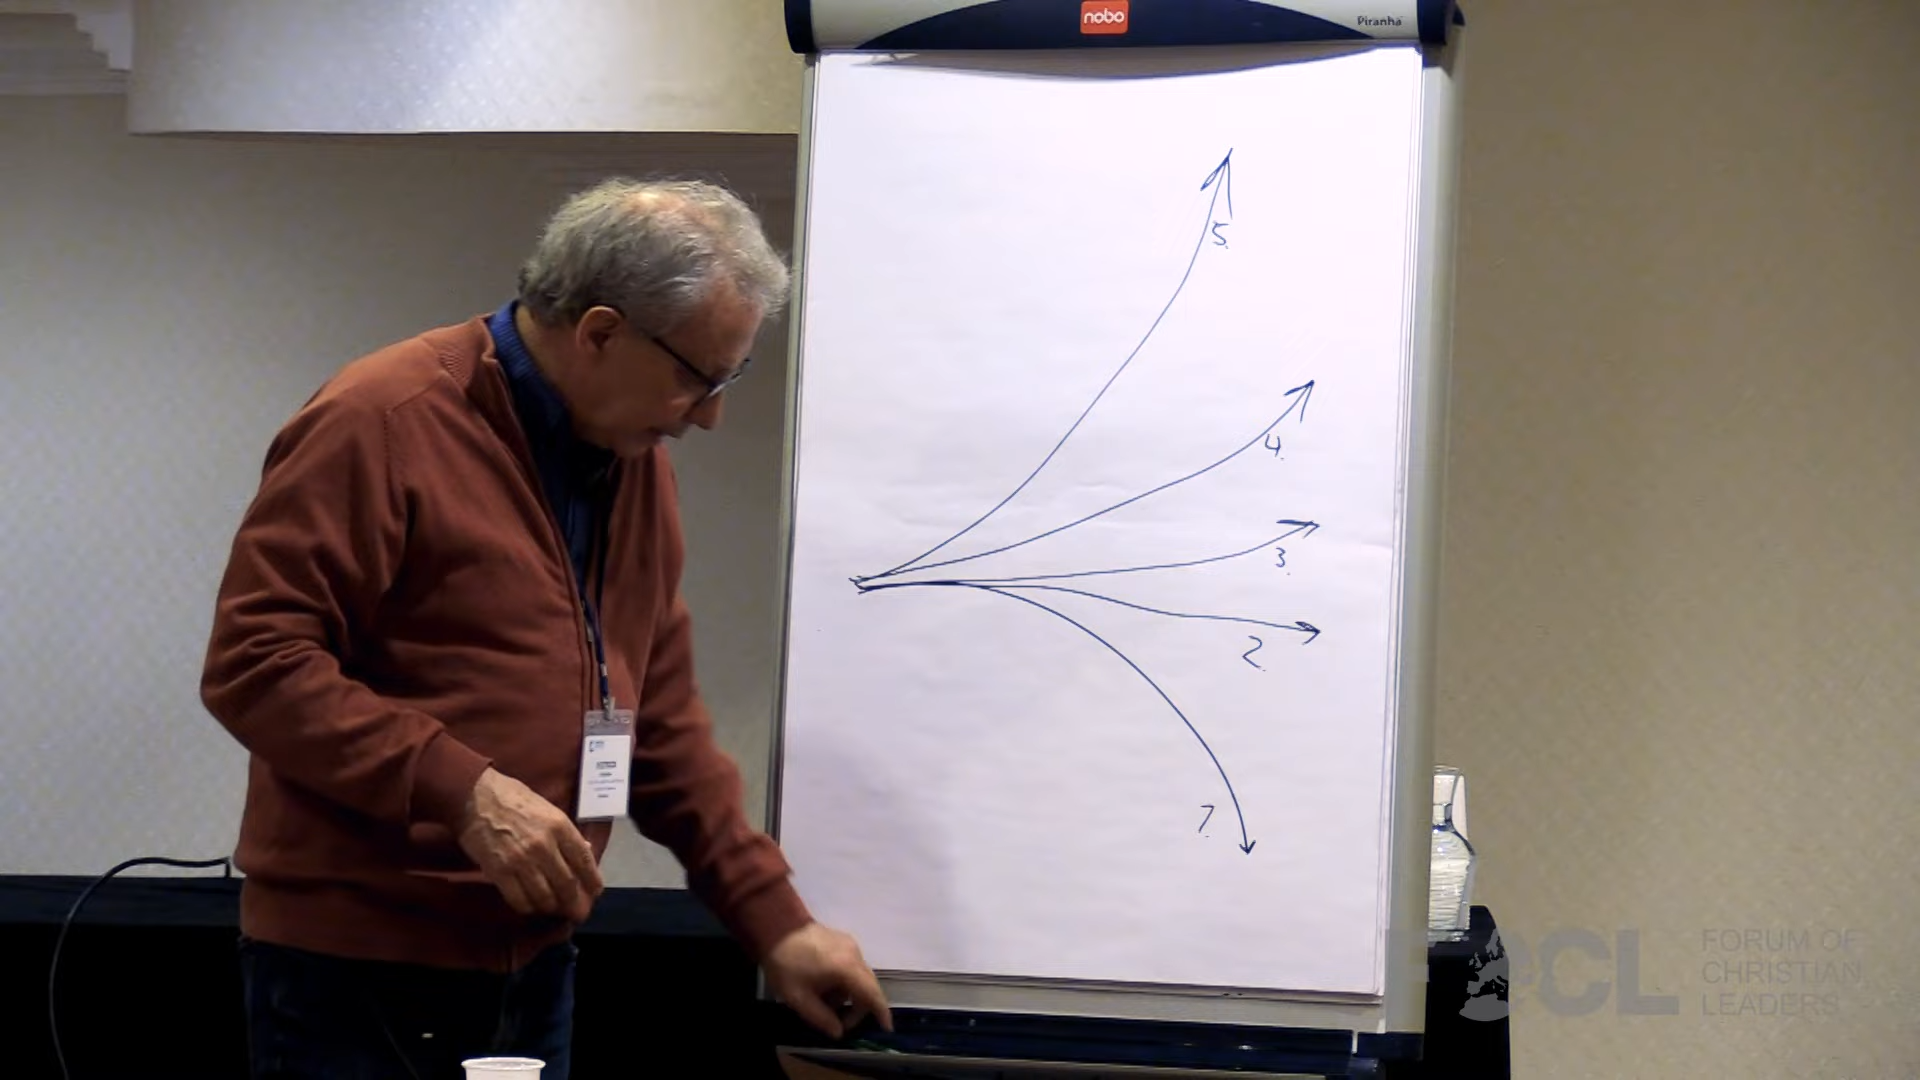 nobo
Piranha
5.
4.
3.
2.
1.
FORUM OF
CHRISTIAN
LEADERS